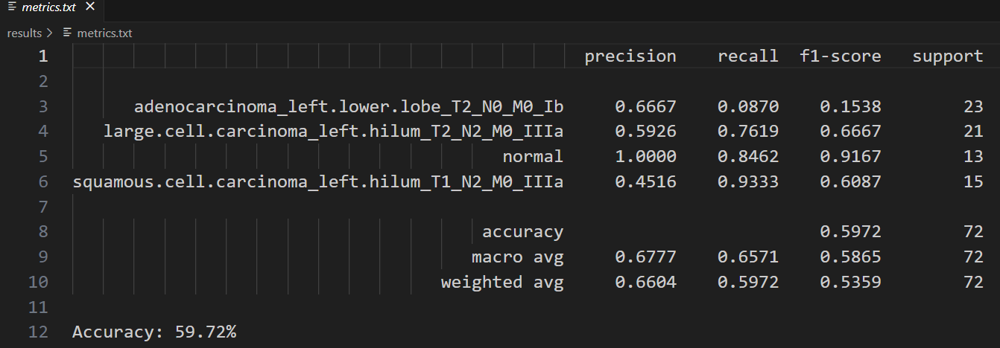 metrics.txt ×
results > metrics.txt
1 precision recall f1-score support
2
3 adenocarcinoma_left.lower.lobe_T2_N0_M0_Ib 0.6667 0.0870 0.1538 23
4 large.cell.carcinoma_left.hilum_T2_N2_M0_IIIa 0.5926 0.7619 0.6667 21
5 normal 1.0000 0.8462 0.9167 13
6 squamous.cell.carcinoma_left.hilum_T1_N2_M0_IIIa 0.4516 0.9333 0.6087 15
7
8 accuracy 0.5972 72
9 macro avg 0.6777 0.6571 0.5865 72
10 weighted avg 0.6604 0.5972 0.5359 72
11
12 Accuracy: 59.72%